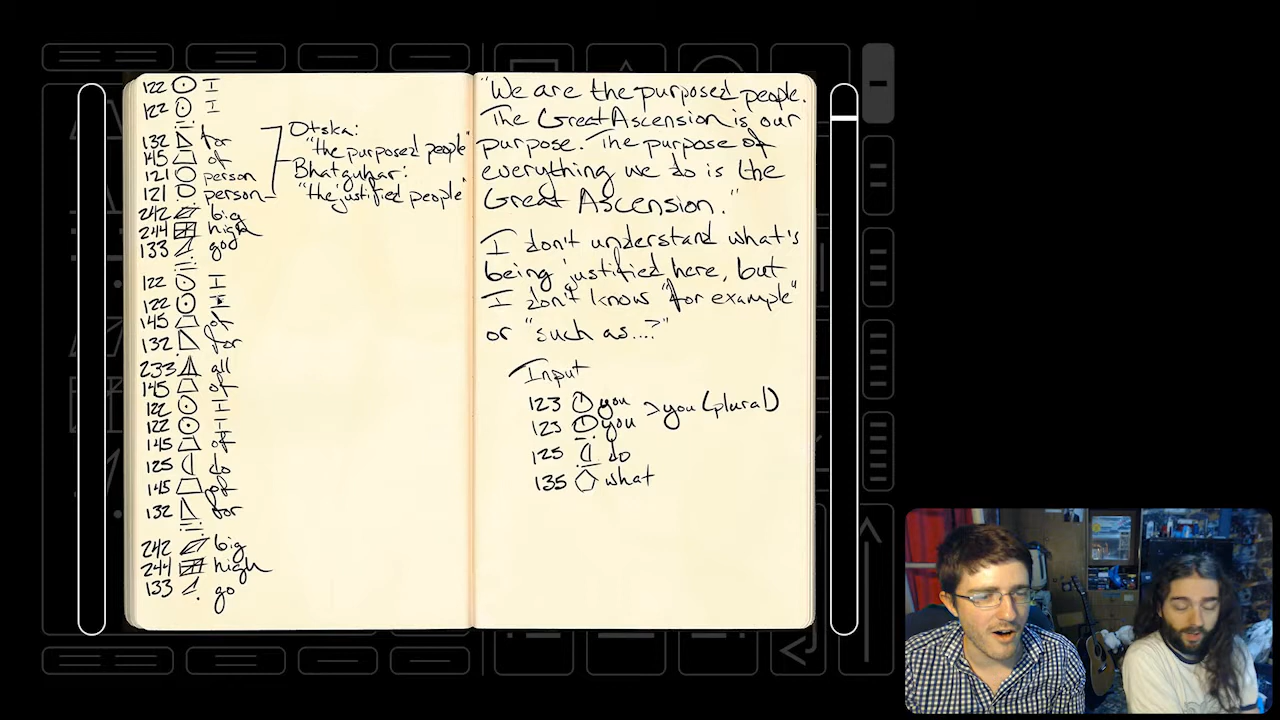 122 I
122 I
132 for
145 of
121 person
121 person
242 big
244 high
133 go
122 I
122 I
145 of
132 for
233 all
145 of
122 I
122 I
145 of
125 do
145 of
132 for
242 big
244 high
133 go
Otska:
"the purposed people"
Bhatguhar:
"the justified people"
"We are the purposed people.
The Great Ascension is our
purpose. The purpose of
everything we do is the
Great Ascension."
I don't understand what's
being justified here, but
I don't know "for example"
or "such as...?"
Input
123 you
123 you > you (plural)
125 do
135 what